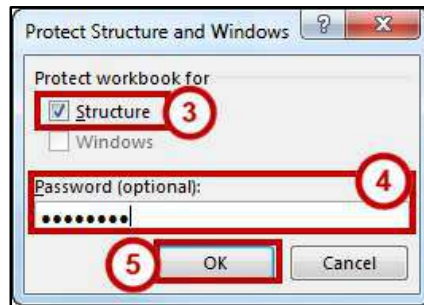 Protect Structure and Windows ? X
Protect workbook for
Structure 3
Windows
4
Password (optional):
••••••••
5 OK Cancel